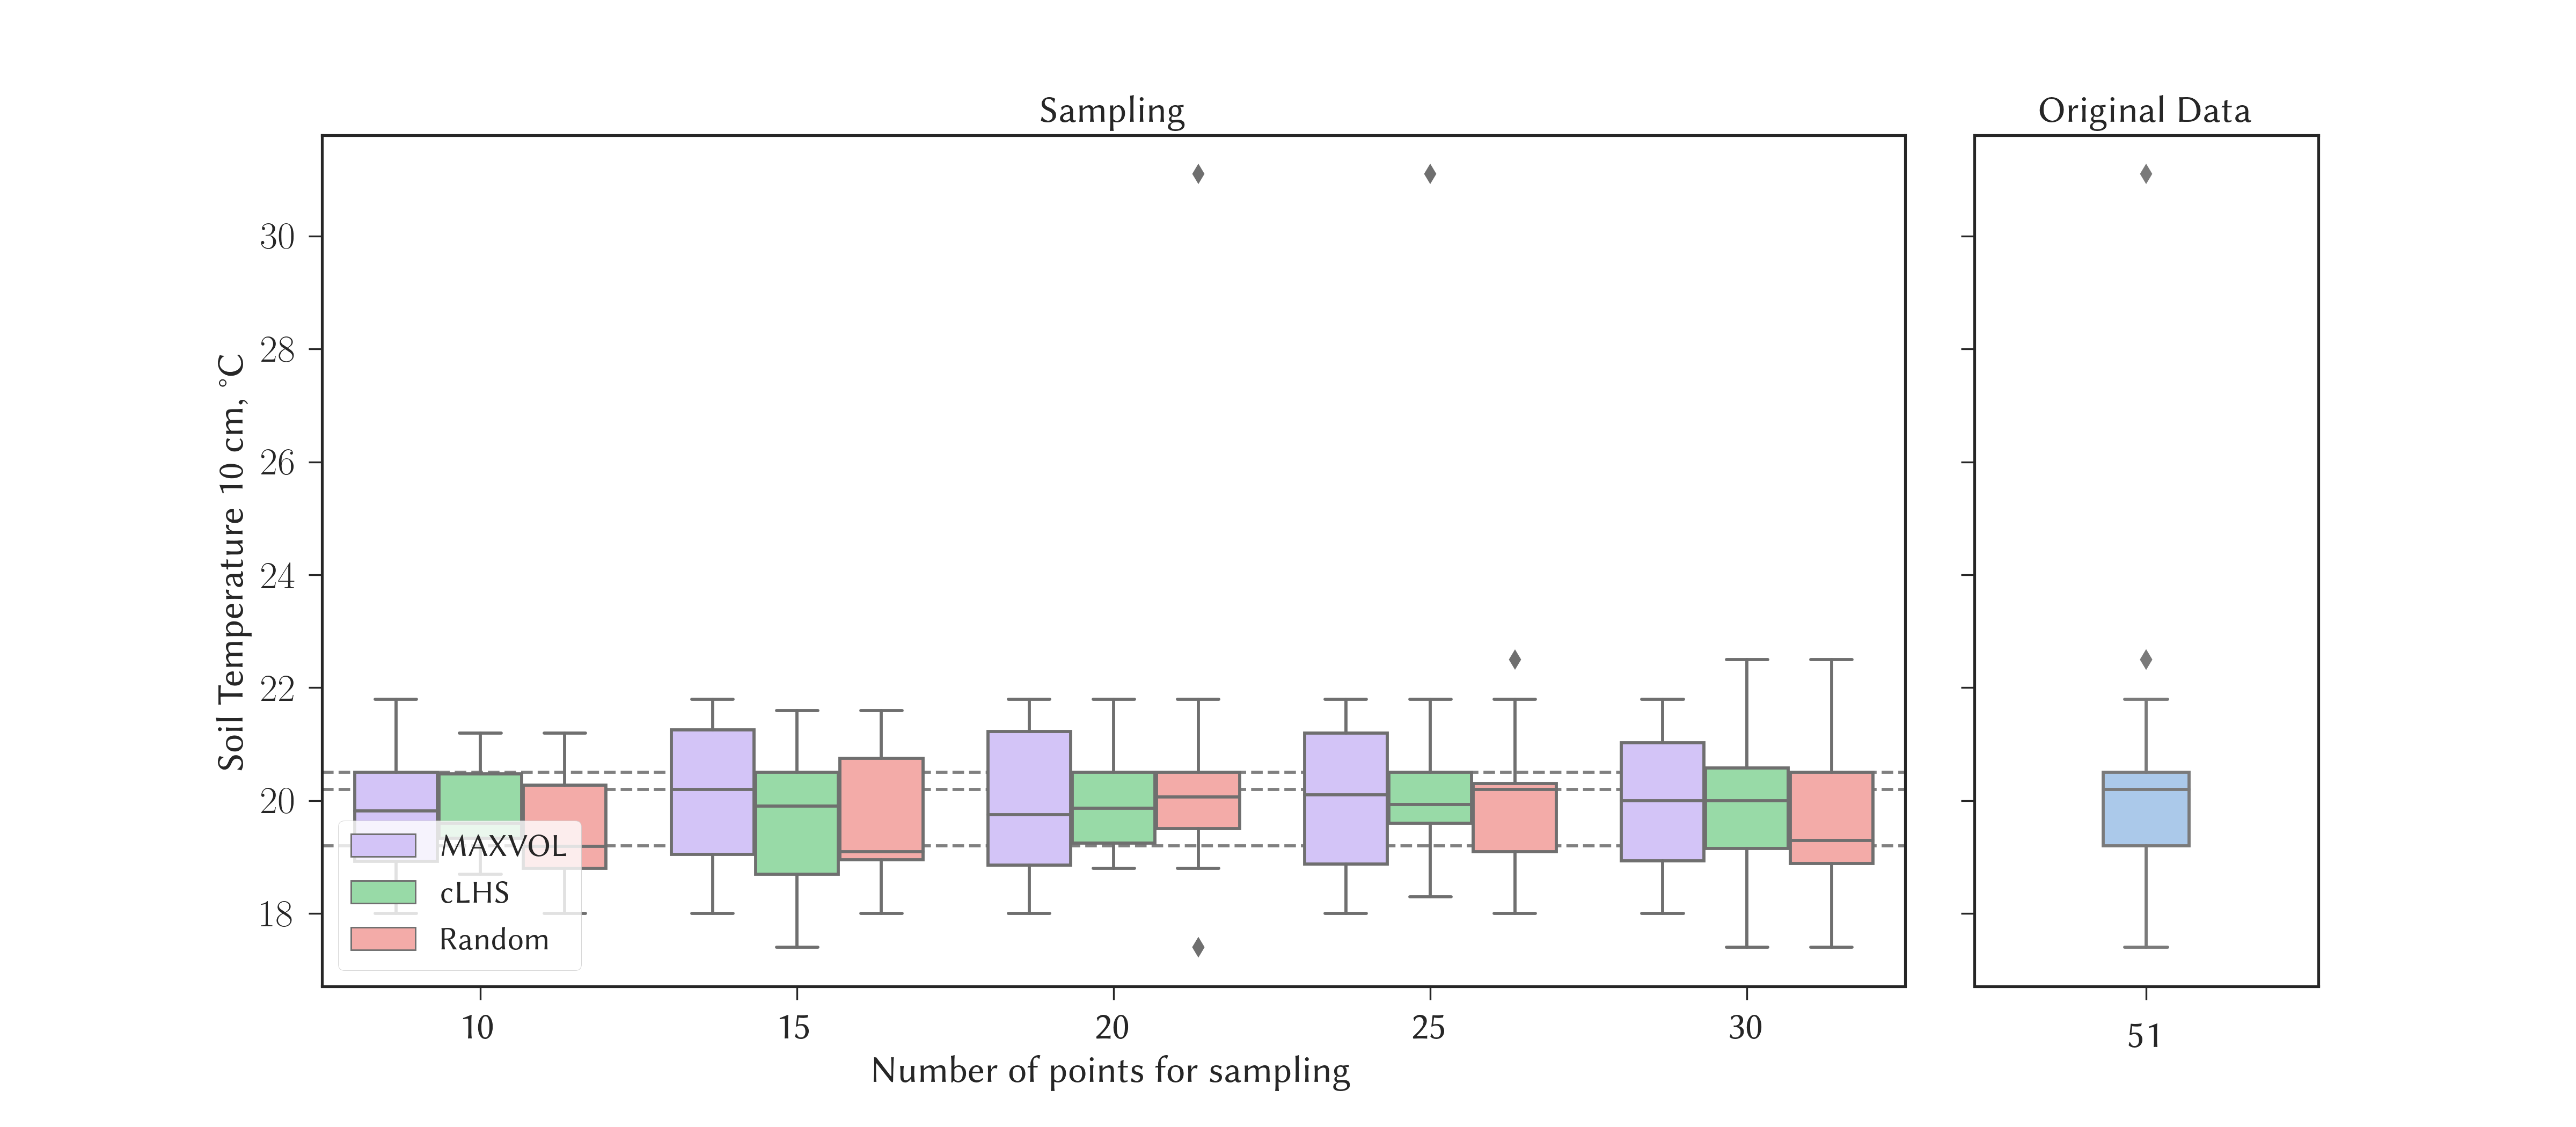 Sampling
Original Data
Soil Temperature 10 cm, °C
30
28
26
24
22
20
18
MAXVOL
cLHS
Random
10
15
20
25
30
51
Number of points for sampling